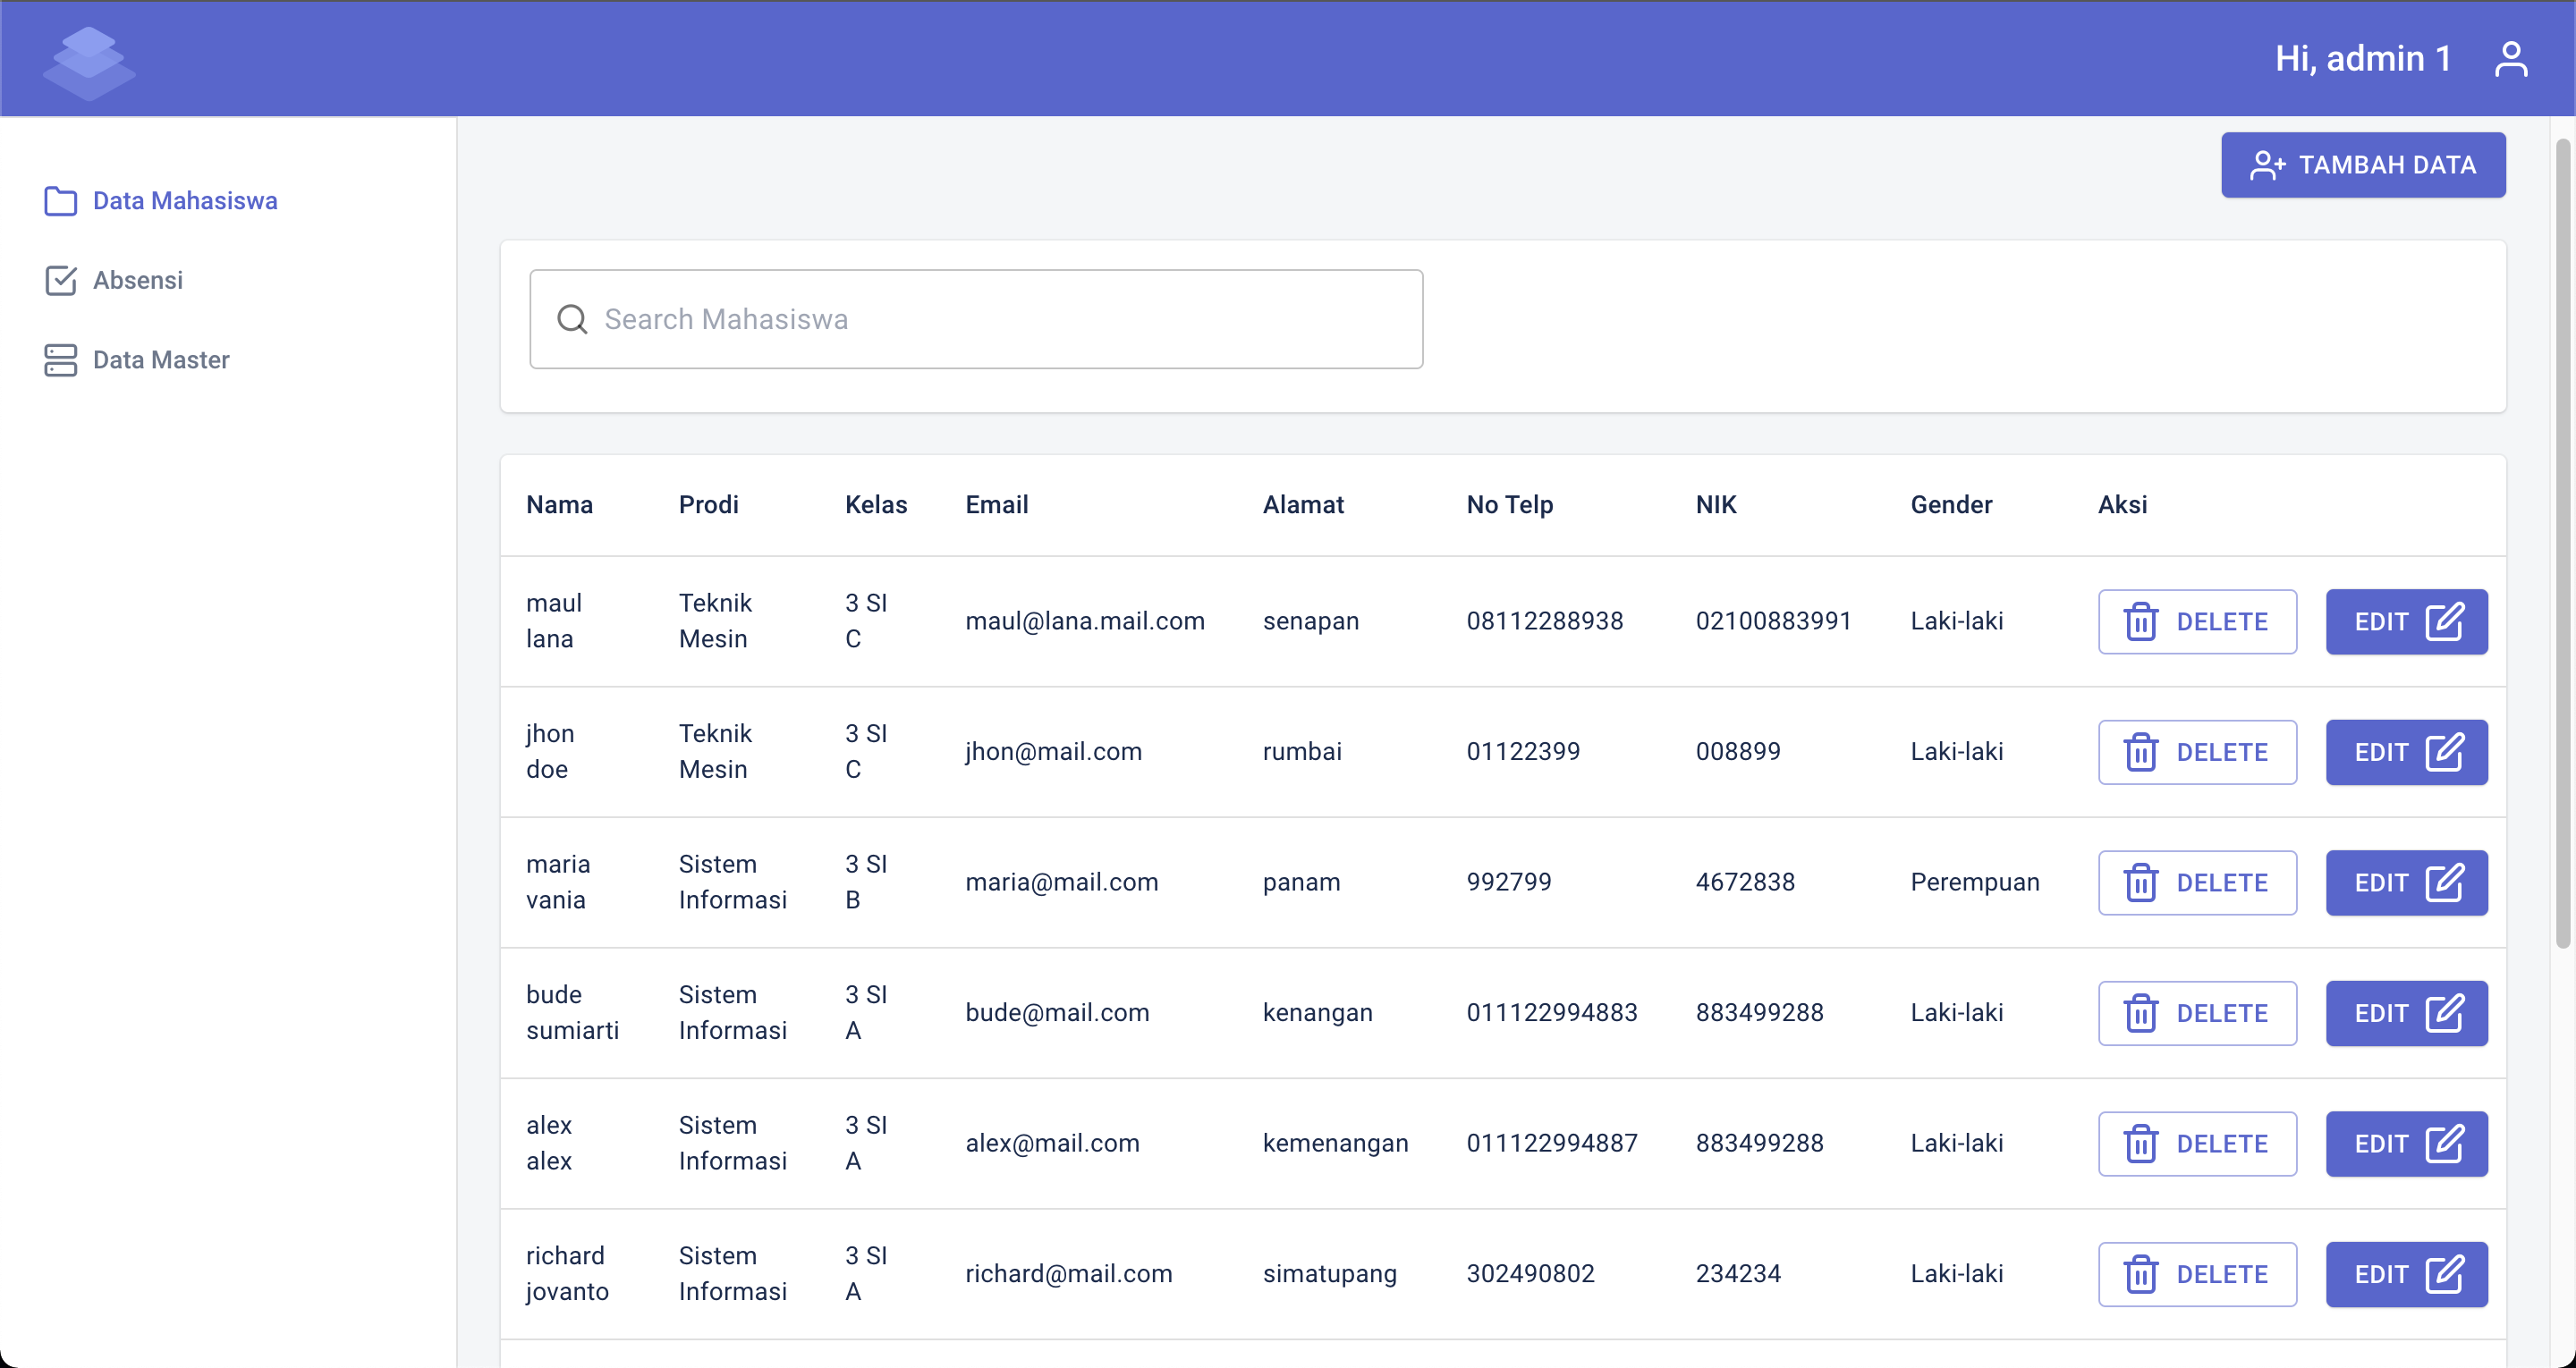 Hi, admin 1
Data Mahasiswa
Absensi
Data Master
TAMBAH DATA
Search Mahasiswa
Nama Prodi Kelas Email Alamat No Telp NIK Gender Aksi
maul Teknik 3 SI
lana Mesin C maul@lana.mail.com senapan 08112288938 02100883991 Laki-laki DELETE EDIT
jhon Teknik 3 SI
doe Mesin C jhon@mail.com rumbai 01122399 008899 Laki-laki DELETE EDIT
maria Sistem 3 SI
vania Informasi B maria@mail.com panam 992799 4672838 Perempuan DELETE EDIT
bude Sistem 3 SI
sumiarti Informasi A bude@mail.com kenangan 011122994883 883499288 Laki-laki DELETE EDIT
alex Sistem 3 SI
alex Informasi A alex@mail.com kemenangan 011122994887 883499288 Laki-laki DELETE EDIT
richard Sistem 3 SI
jovanto Informasi A richard@mail.com simatupang 302490802 234234 Laki-laki DELETE EDIT